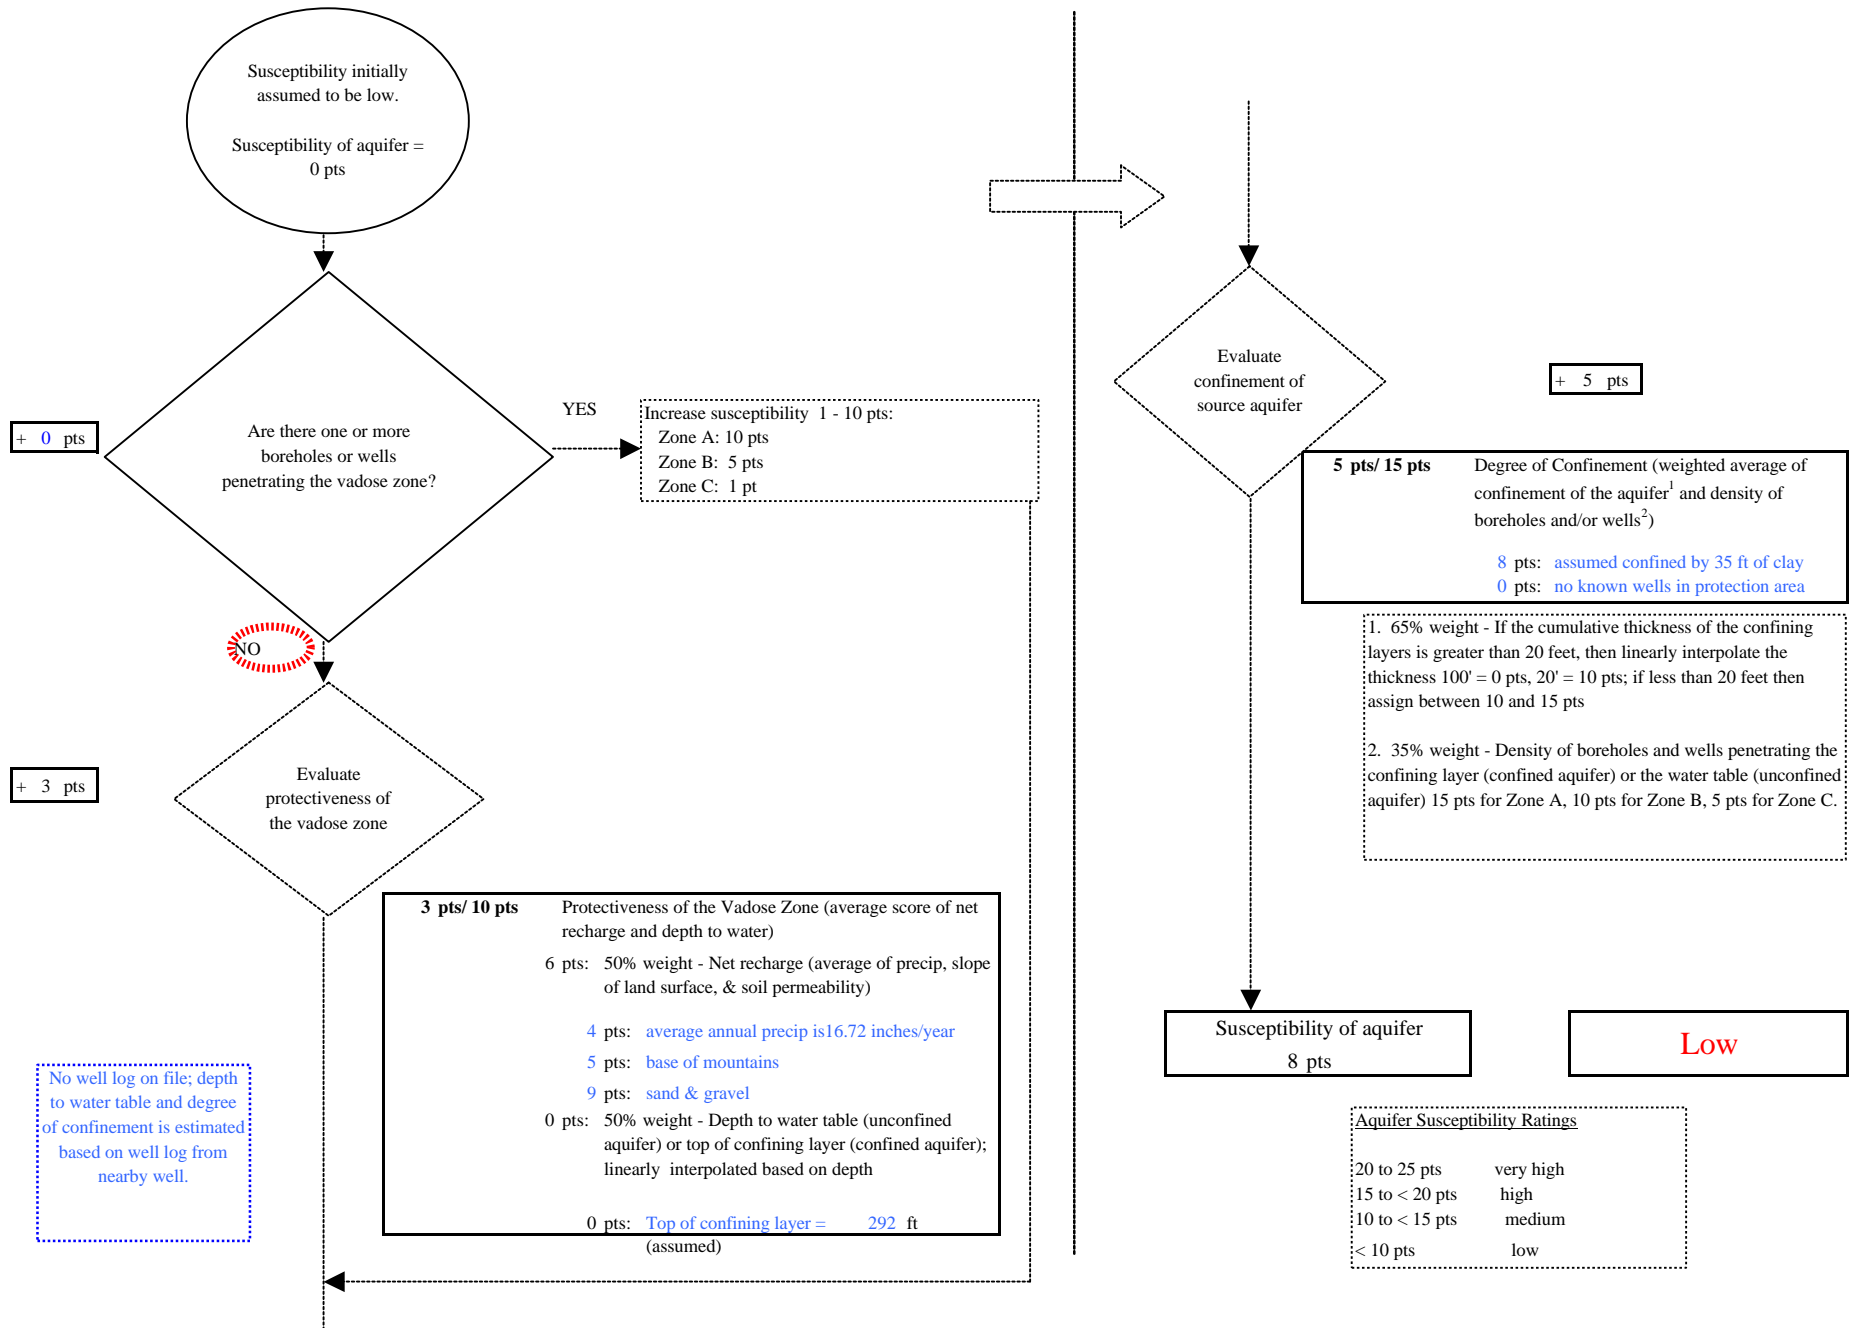 Susceptibility initially
assumed to be low.
Susceptibility of aquifer =
0 pts
+ 0 pts
Are there one or more
boreholes or wells
penetrating the vadose zone?
YES
Increase susceptibility 1 - 10 pts:
Zone A: 10 pts
Zone B: 5 pts
Zone C: 1 pt
NO
+ 3 pts
Evaluate
protectiveness of
the vadose zone
3 pts/ 10 pts Protectiveness of the Vadose Zone (average score of net
recharge and depth to water)
6 pts: 50% weight - Net recharge (average of precip, slope
of land surface, & soil permeability)
4 pts: average annual precip is16.72 inches/year
5 pts: base of mountains
9 pts: sand & gravel
0 pts: 50% weight - Depth to water table (unconfined
aquifer) or top of confining layer (confined aquifer);
linearly interpolated based on depth
0 pts: Top of confining layer = 292 ft
(assumed)
No well log on file; depth
to water table and degree
of confinement is estimated
based on well log from
nearby well.
Evaluate
confinement of
source aquifer
+ 5 pts
5 pts/ 15 pts Degree of Confinement (weighted average of
confinement of the aquifer1 and density of
boreholes and/or wells2)
8 pts: assumed confined by 35 ft of clay
0 pts: no known wells in protection area
1. 65% weight - If the cumulative thickness of the confining
layers is greater than 20 feet, then linearly interpolate the
thickness 100' = 0 pts, 20' = 10 pts; if less than 20 feet then
assign between 10 and 15 pts
2. 35% weight - Density of boreholes and wells penetrating the
confining layer (confined aquifer) or the water table (unconfined
aquifer) 15 pts for Zone A, 10 pts for Zone B, 5 pts for Zone C.
Susceptibility of aquifer
8 pts
Low
Aquifer Susceptibility Ratings
20 to 25 pts very high
15 to < 20 pts high
10 to < 15 pts medium
< 10 pts low